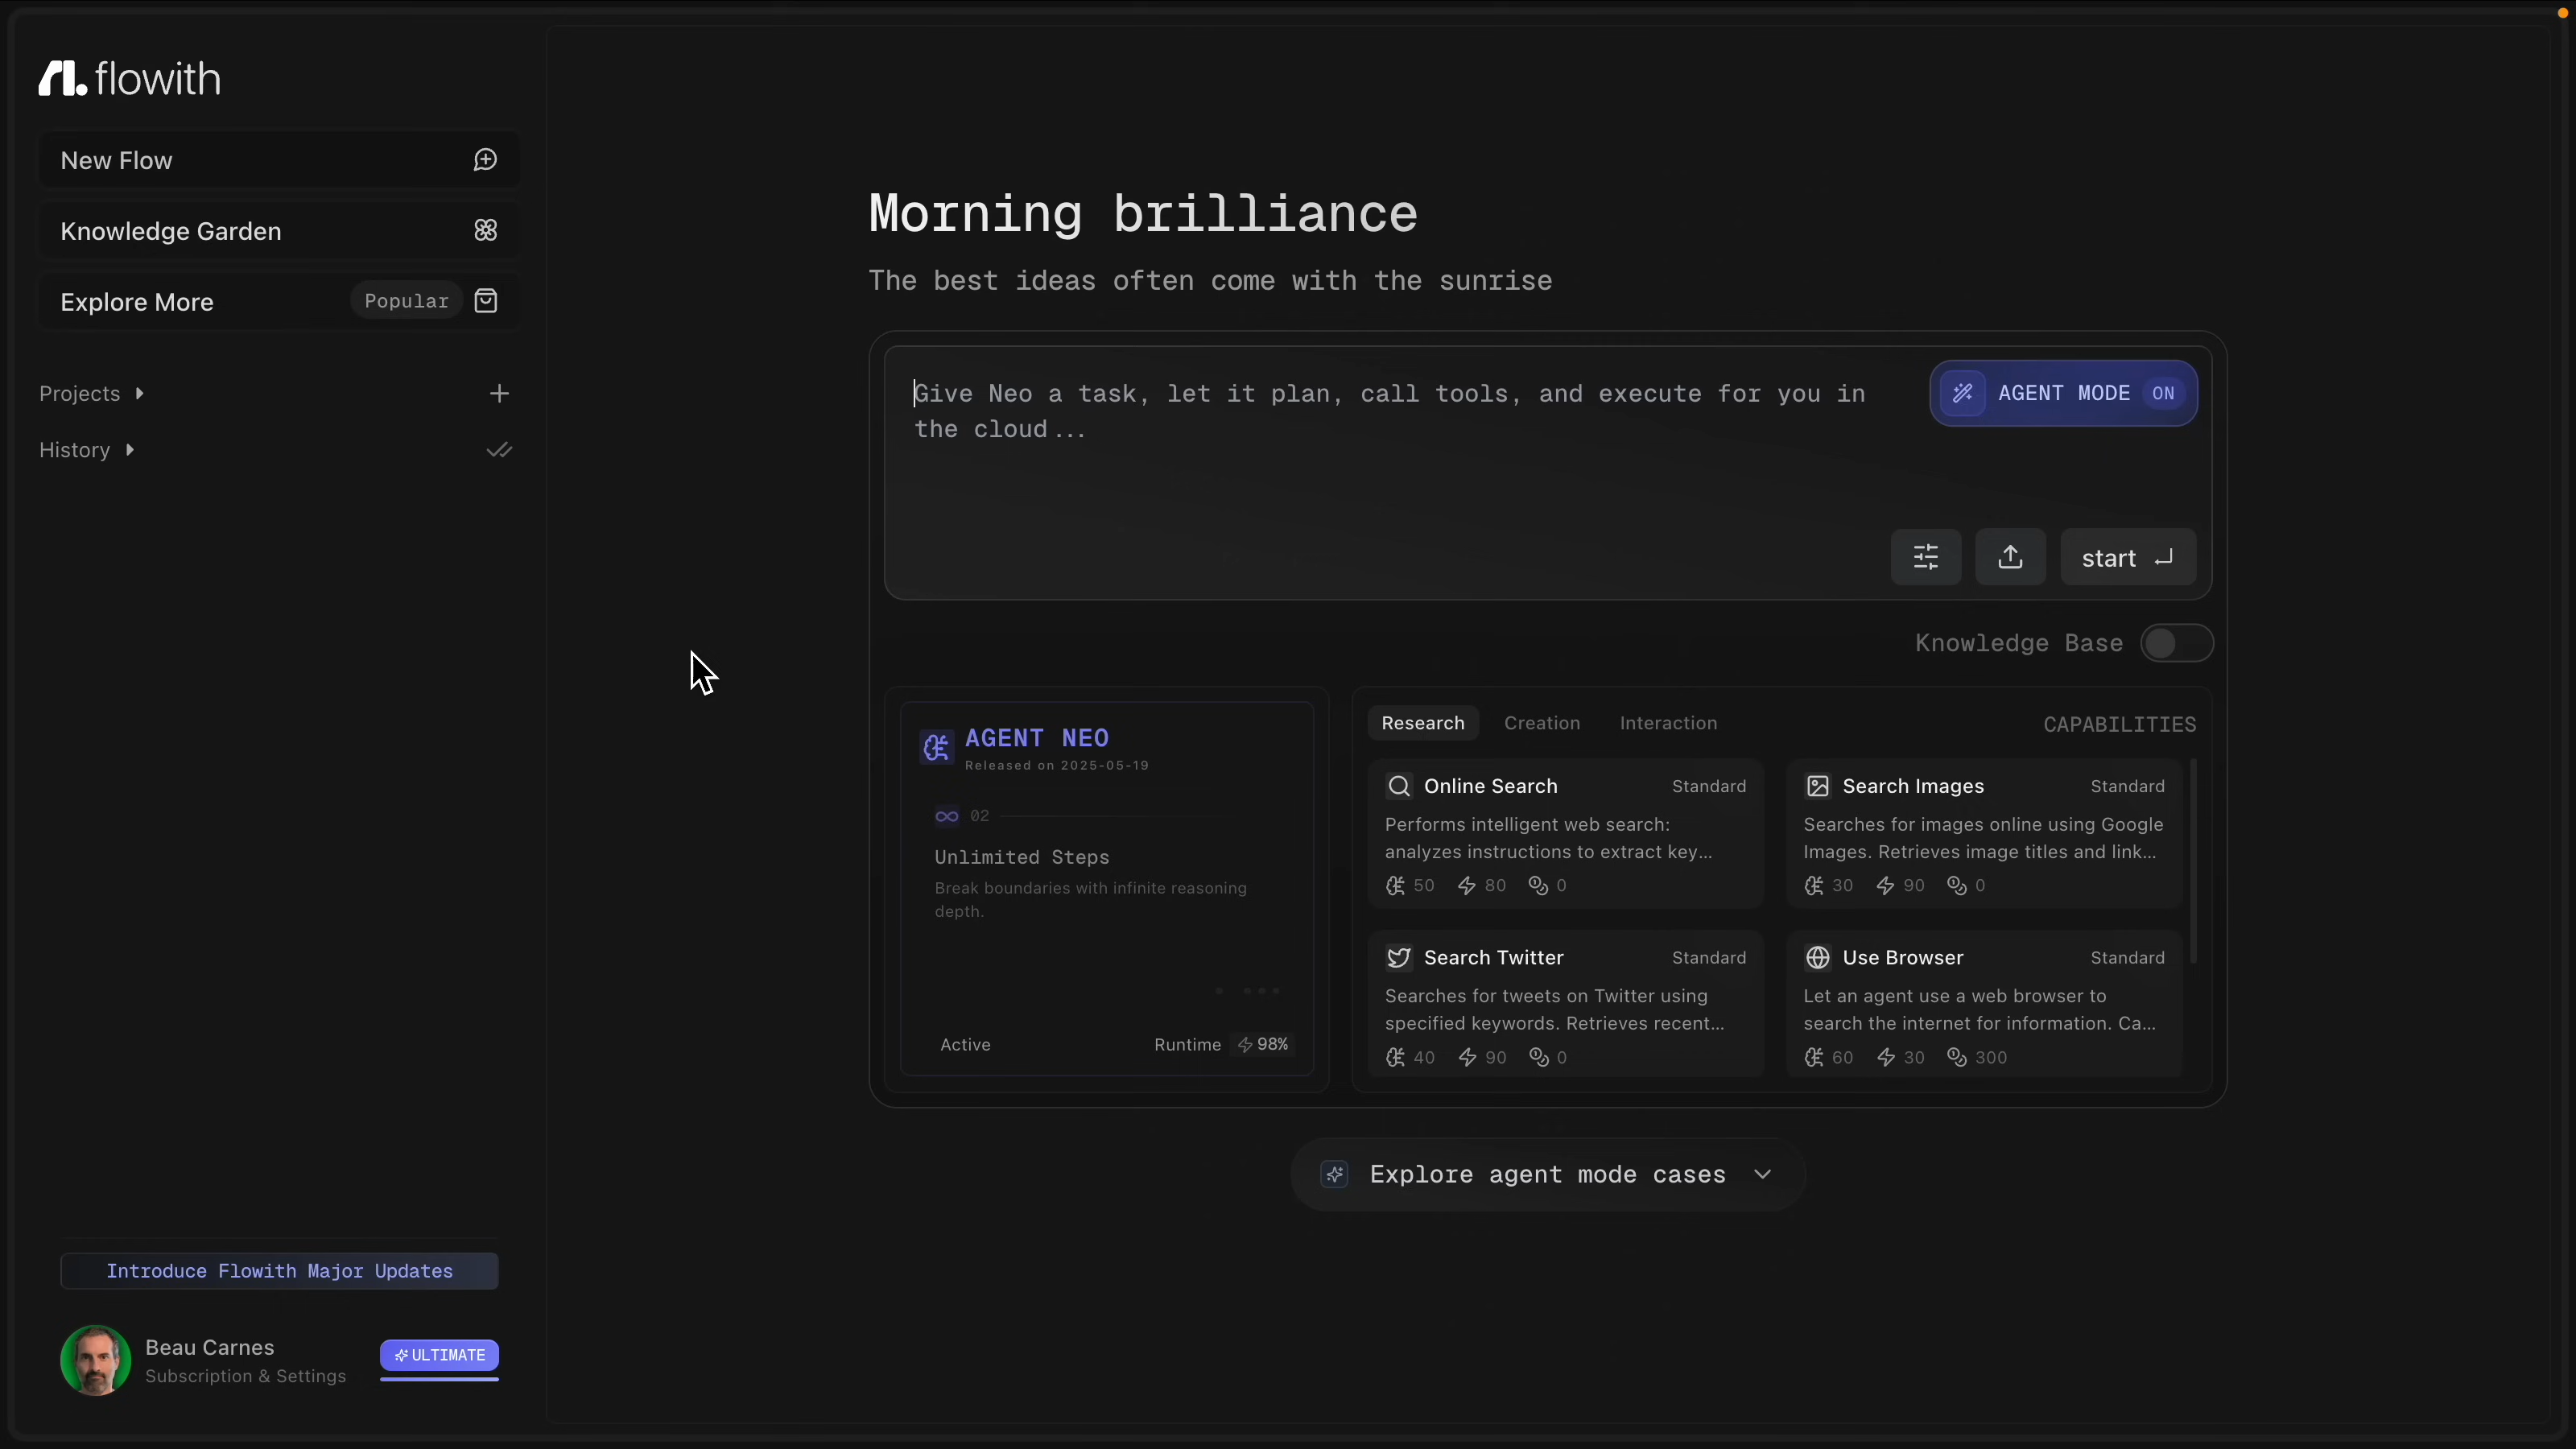 flowith
New Flow
Knowledge Garden
Explore More Popular
Projects
History
Introduce Flowith Major Updates
Beau Carnes
Subscription & Settings
ULTIMATE
Morning brilliance
The best ideas often come with the sunrise
Give Neo a task, let it plan, call tools, and execute for you in
the cloud...
AGENT MODE ON
start
Knowledge Base
AGENT NEO
Released on 2025-05-19
02
Unlimited Steps
Break boundaries with infinite reasoning
depth.
Active
Runtime 98%
Research Creation Interaction
CAPABILITIES
Online Search Standard
Performs intelligent web search:
analyzes instructions to extract key...
50 80 0
Search Images Standard
Searches for images online using Google
Images. Retrieves image titles and link...
30 90 0
Search Twitter Standard
Searches for tweets on Twitter using
specified keywords. Retrieves recent...
40 90 0
Use Browser Standard
Let an agent use a web browser to
search the internet for information. Ca...
60 30 300
Explore agent mode cases